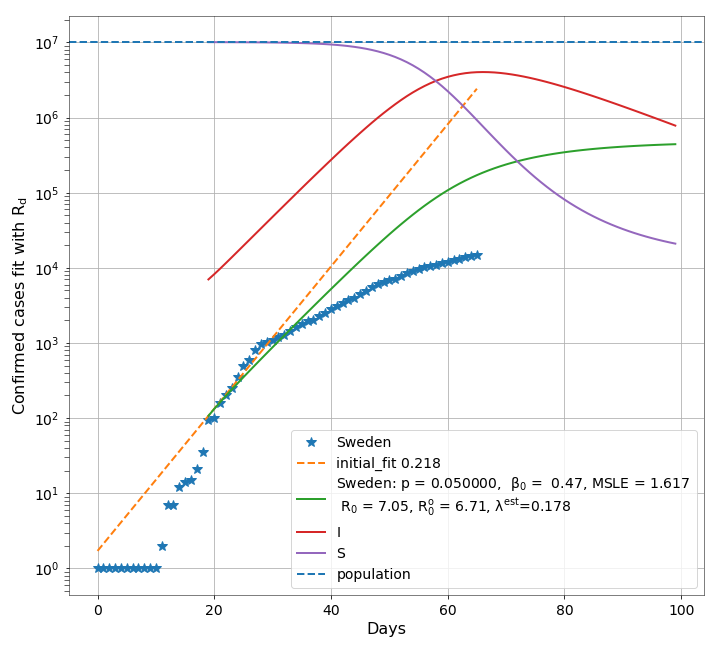 Confirmed cases fit with R_d
10⁷
10⁶
10⁵
10⁴
10³
10²
10¹
10⁰
Sweden
initial_fit 0.218
Sweden: p = 0.050000,  β₀ =  0.47, MSLE = 1.617
R₀ = 7.05, R₀ᵒ = 6.71, λᵉˢᵗ=0.178
I
S
population
0 20 40 60 80 100
Days